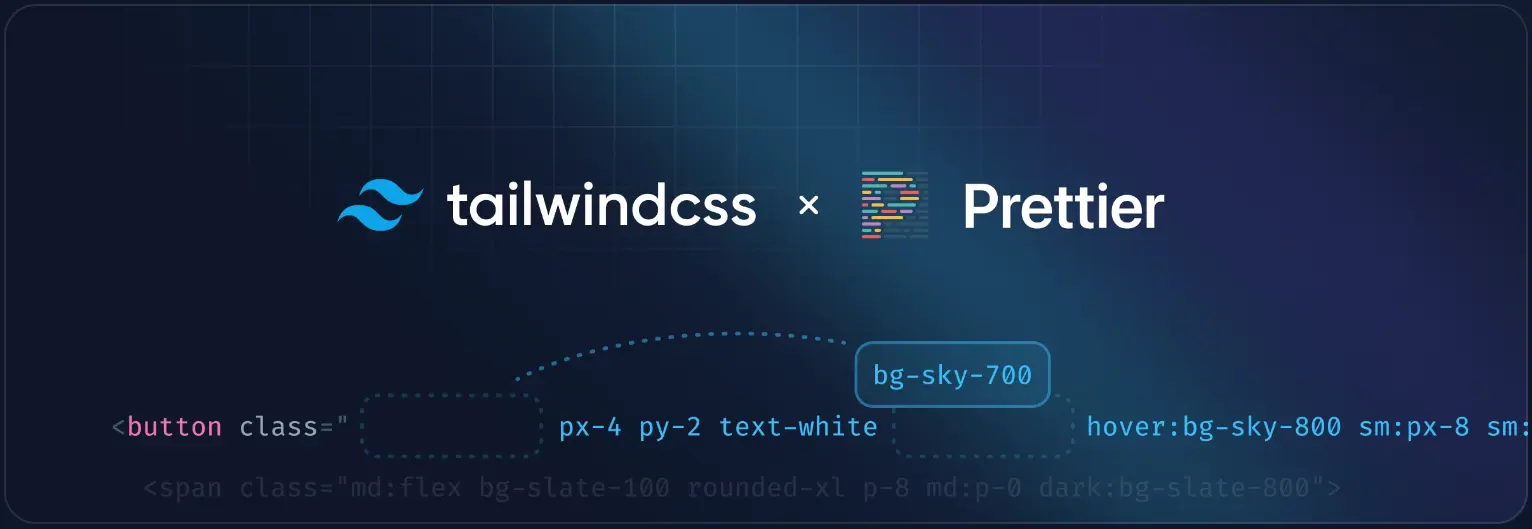 tailwindcss × Prettier
bg-sky-700
<button class=" px-4 py-2 text-white hover:bg-sky-800 sm:px-8 sm:
<span class="md:flex bg-slate-100 rounded-xl p-8 md:p-0 dark:bg-slate-800">